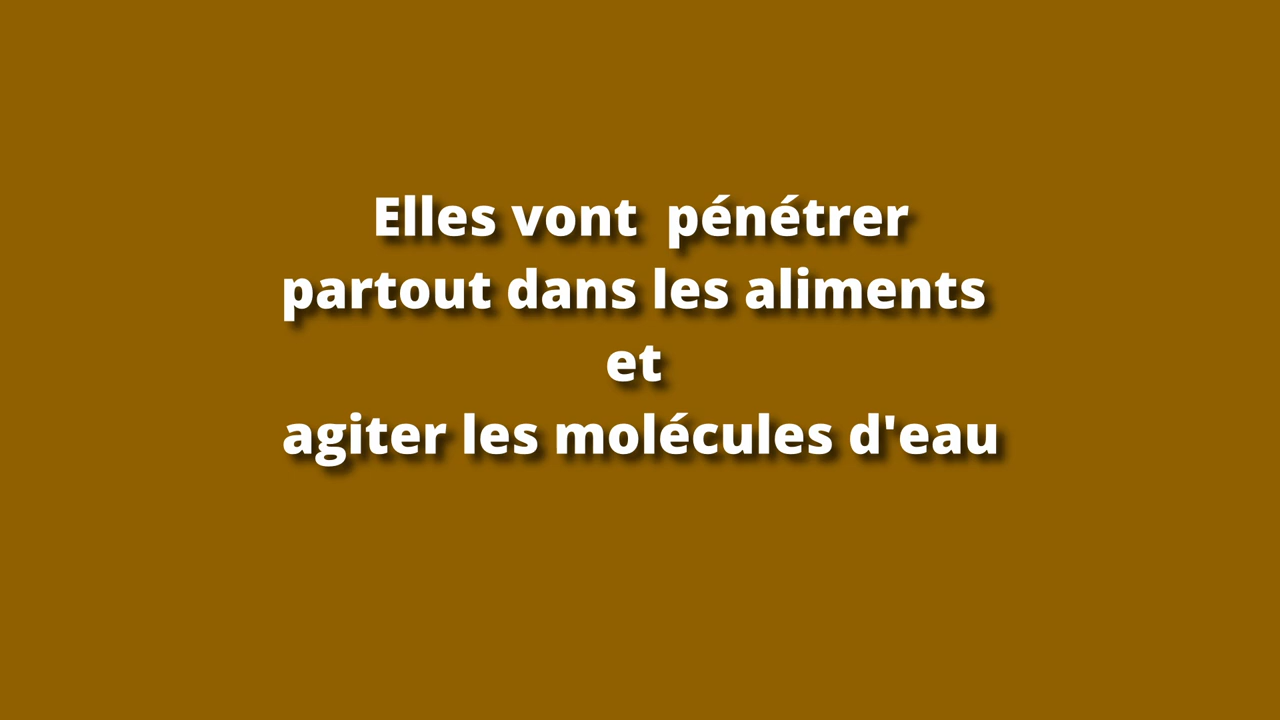 Elles vont pénétrer
partout dans les aliments
et
agiter les molécules d'eau